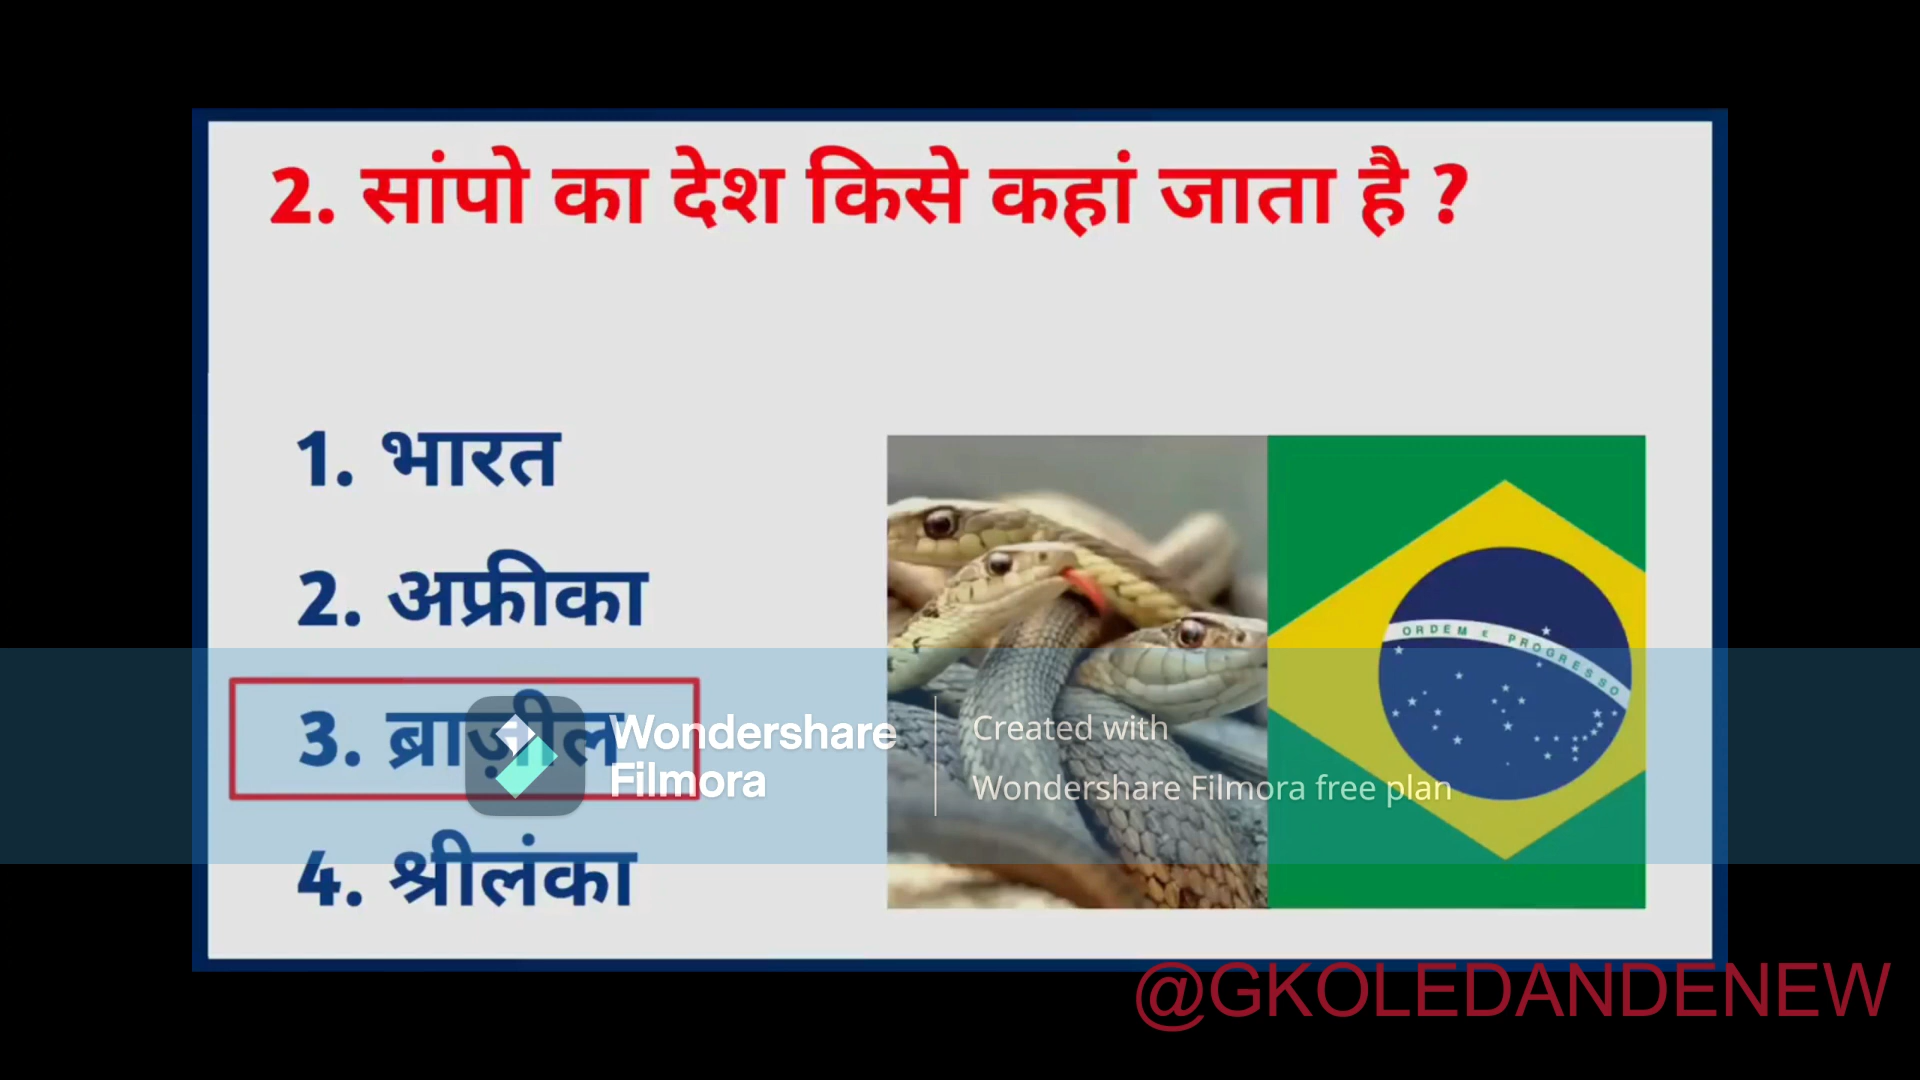 2. सांपो का देश किसे कहां जाता है ?
1. भारत
2. अफ्रीका
3. ब्राज़ील
4. श्रीलंका
ORDEM E PROGRESSO
Wondershare
Filmora
Created with
Wondershare Filmora free plan
@GKOLEDANDENEW